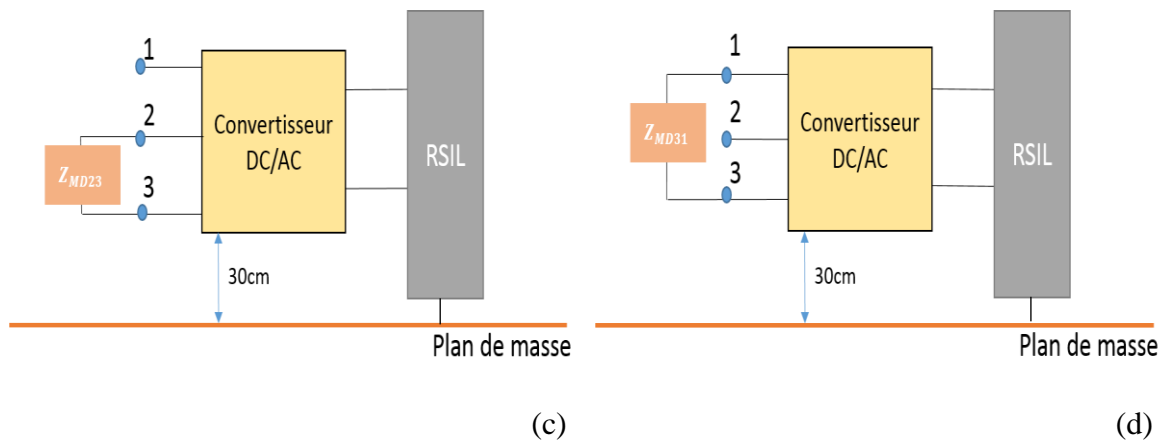 1
2
3
Z_MD23
Convertisseur
DC/AC
RSIL
30cm
Plan de masse
(c)
1
2
3
Z_MD31
Convertisseur
DC/AC
RSIL
30cm
Plan de masse
(d)